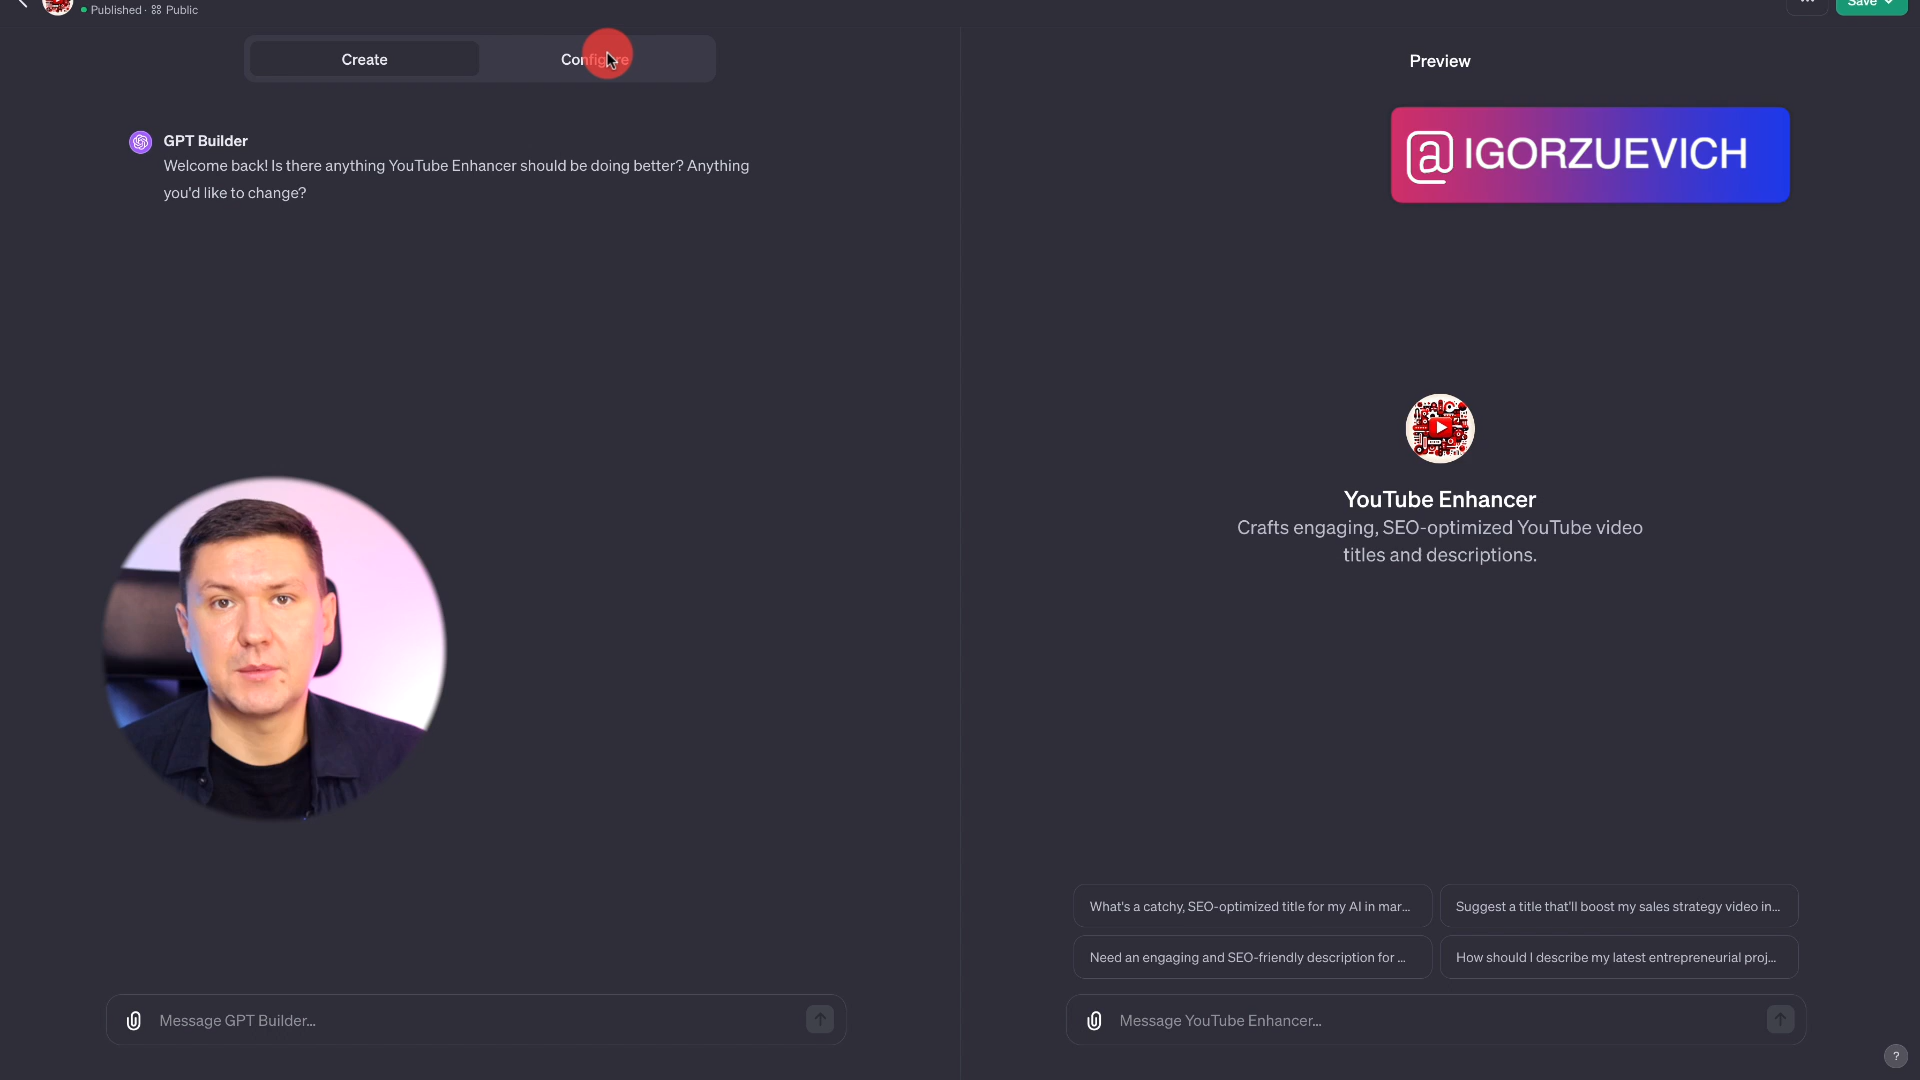 Published · Public
Save
Create
Configure
Preview
@IGORZUEVICH
GPT Builder
Welcome back! Is there anything YouTube Enhancer should be doing better? Anything
you'd like to change?
YouTube Enhancer
Crafts engaging, SEO-optimized YouTube video
titles and descriptions.
What's a catchy, SEO-optimized title for my AI in mar...
Suggest a title that'll boost my sales strategy video in...
Need an engaging and SEO-friendly description for ...
How should I describe my latest entrepreneurial proj...
Message GPT Builder...
Message YouTube Enhancer...
?